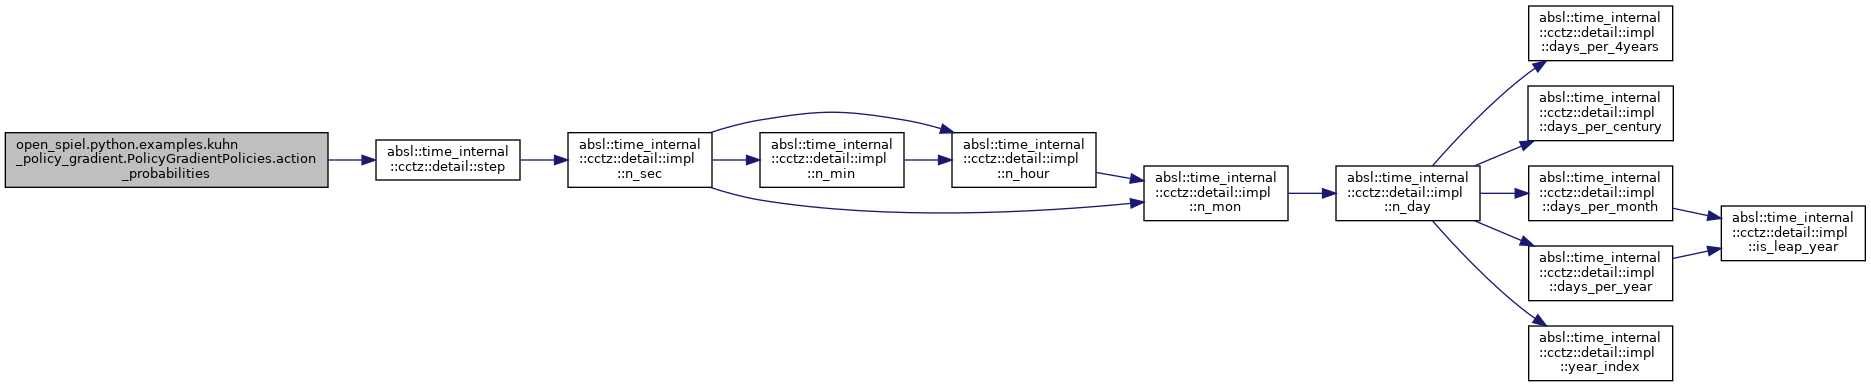 open_spiel.python.examples.kuhn
_policy_gradient.PolicyGradientPolicies.action
_probabilities
absl::time_internal
::cctz::detail::step
absl::time_internal
::cctz::detail::impl
::n_sec
absl::time_internal
::cctz::detail::impl
::n_min
absl::time_internal
::cctz::detail::impl
::n_hour
absl::time_internal
::cctz::detail::impl
::n_mon
absl::time_internal
::cctz::detail::impl
::n_day
absl::time_internal
::cctz::detail::impl
::days_per_4years
absl::time_internal
::cctz::detail::impl
::days_per_century
absl::time_internal
::cctz::detail::impl
::days_per_month
absl::time_internal
::cctz::detail::impl
::days_per_year
absl::time_internal
::cctz::detail::impl
::year_index
absl::time_internal
::cctz::detail::impl
::is_leap_year